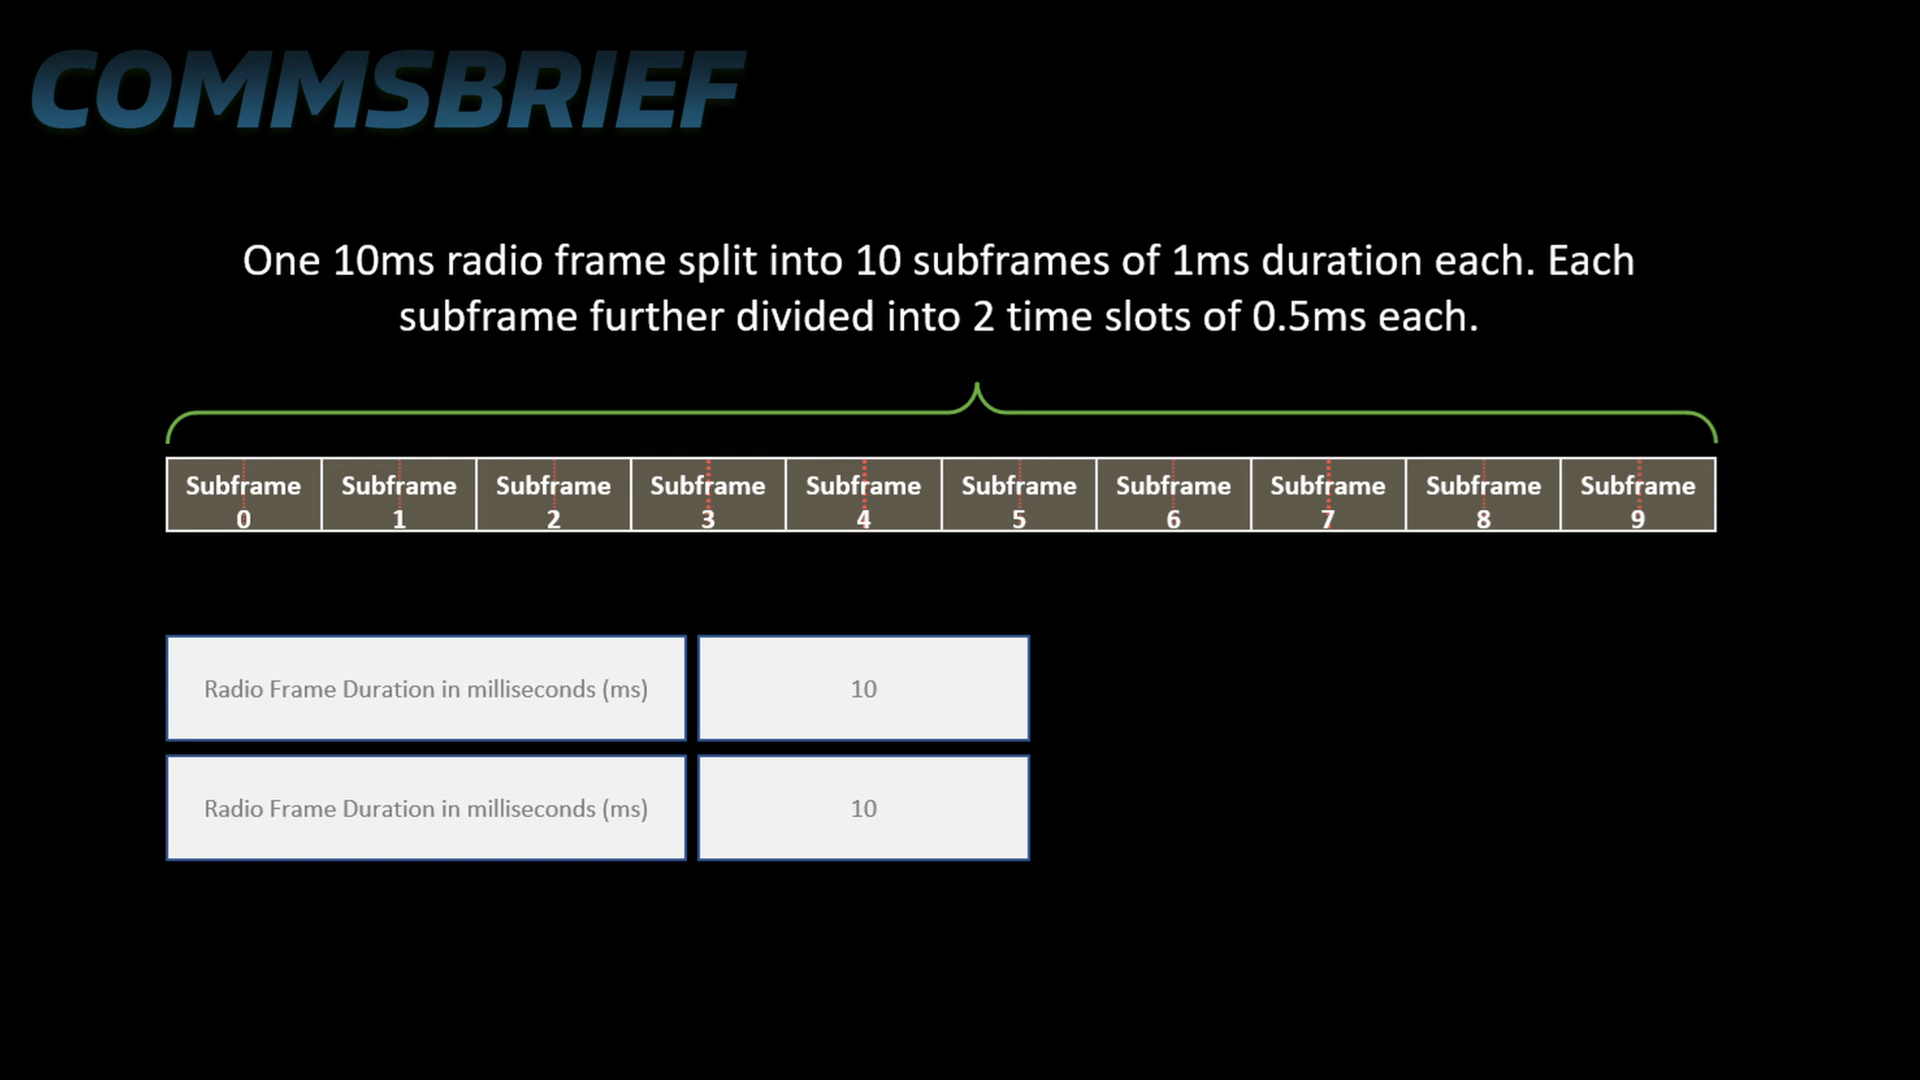 COMMSBRIEF
One 10ms radio frame split into 10 subframes of 1ms duration each. Each
subframe further divided into 2 time slots of 0.5ms each.
Subframe Subframe Subframe Subframe Subframe Subframe Subframe Subframe Subframe Subframe
0 1 2 3 4 5 6 7 8 9
Radio Frame Duration in milliseconds (ms) 10
Radio Frame Duration in milliseconds (ms) 10